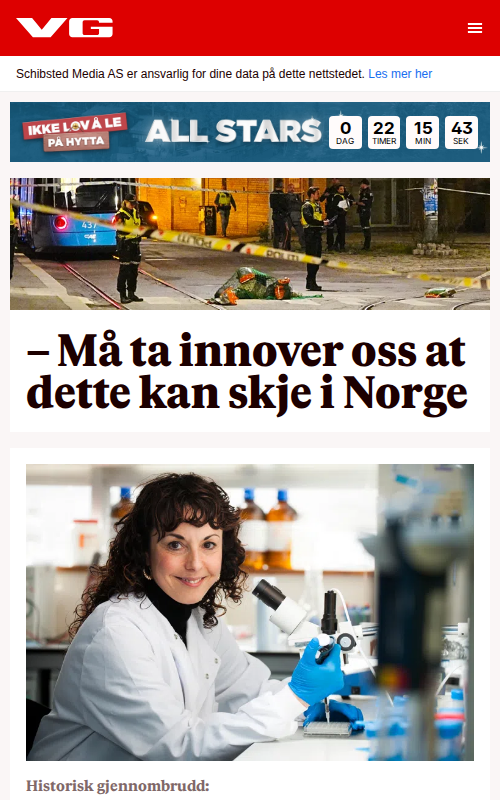 VG
Schibsted Media AS er ansvarlig for dine data på dette nettstedet. Les mer her
IKKE LOV Å LE
PÅ HYTTA
ALL STARS
0 22 15 43
DAG TIMER MIN SEK
437
POLITI
– Må ta innover oss at
dette kan skje i Norge
Historisk gjennombrudd: